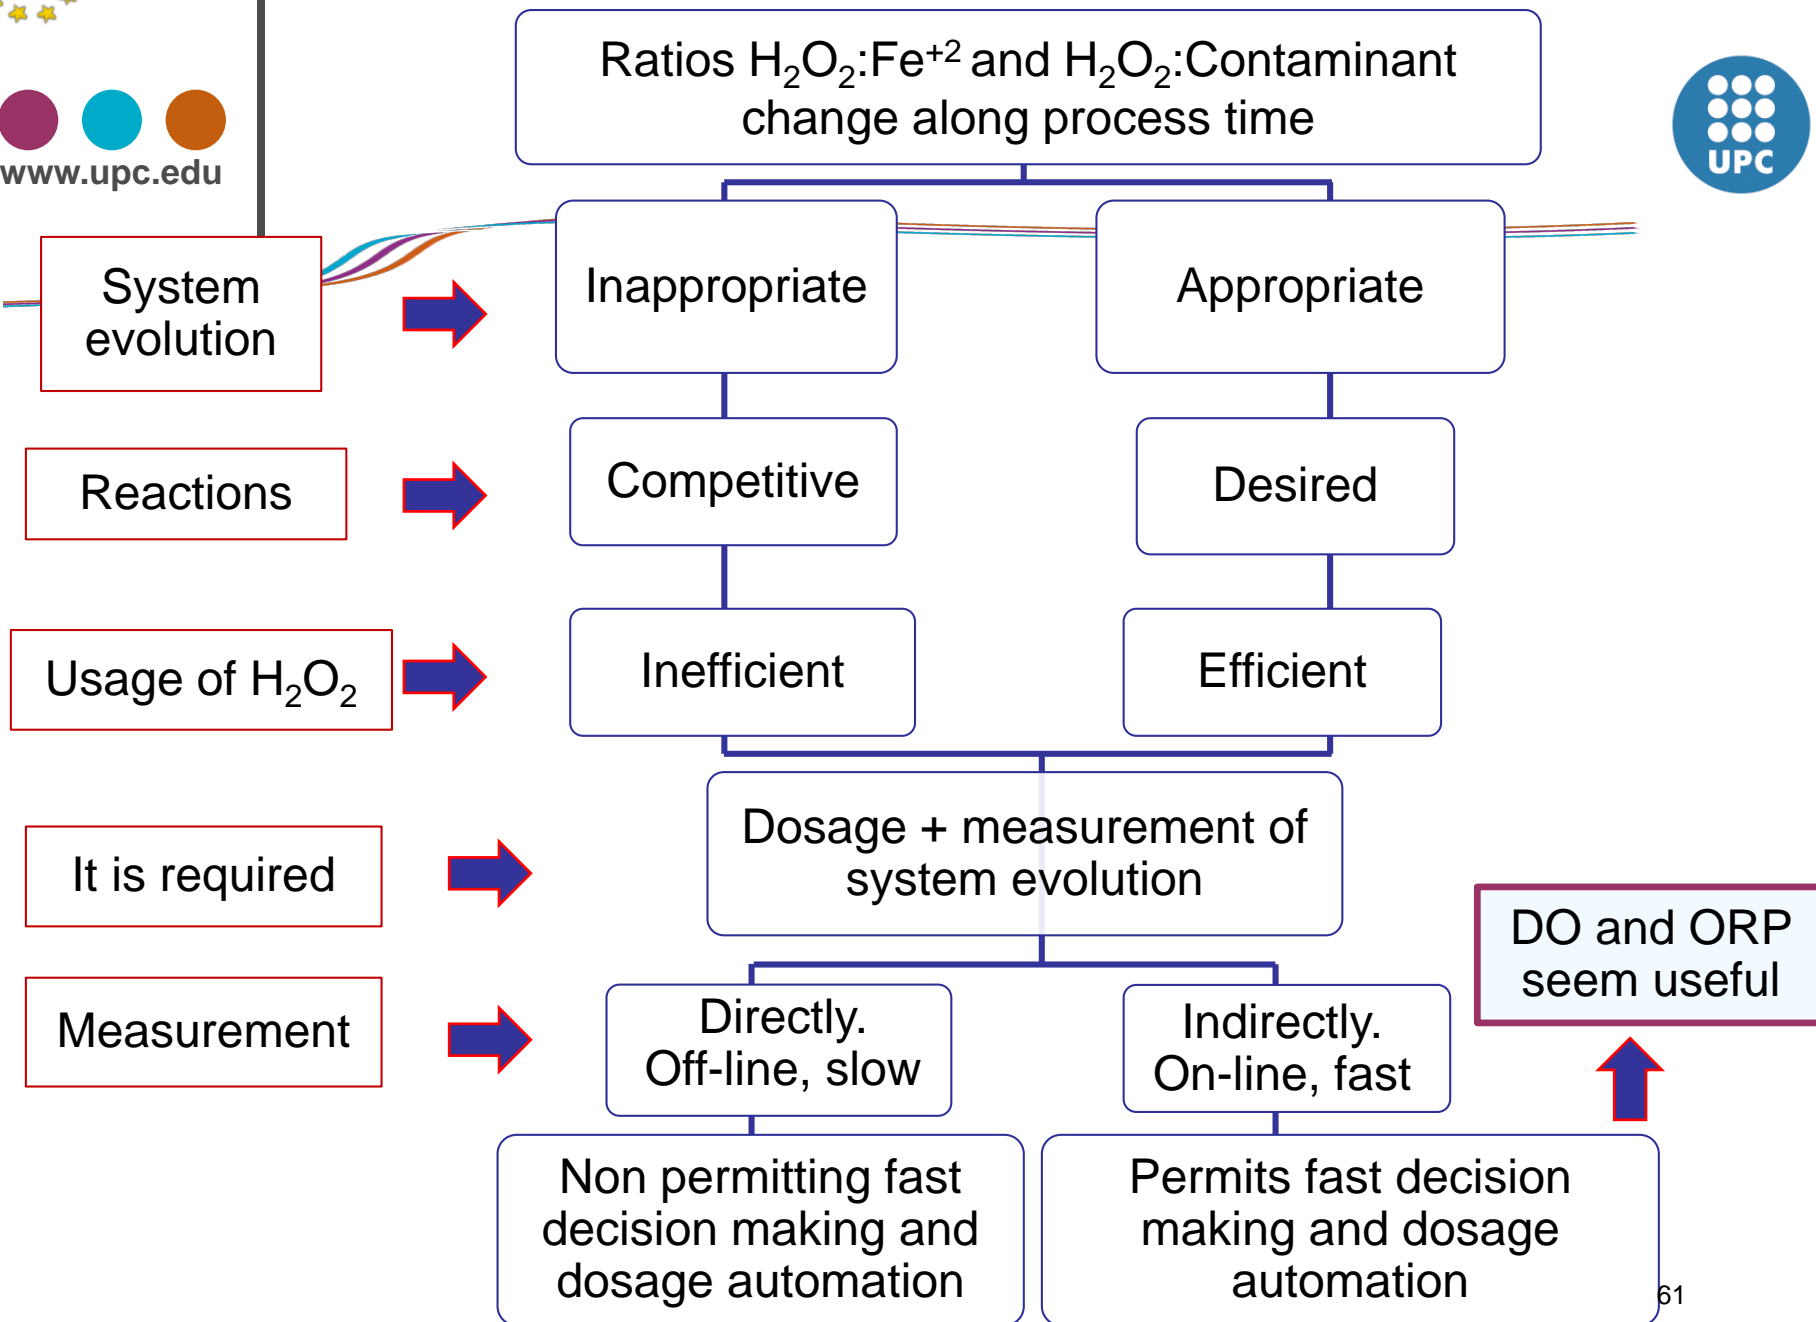 Ratios H₂O₂:Fe⁺² and H₂O₂:Contaminant
change along process time
www.upc.edu
UPC
System
evolution
Inappropriate
Appropriate
Reactions
Competitive
Desired
Usage of H₂O₂
Inefficient
Efficient
It is required
Dosage + measurement of
system evolution
DO and ORP
seem useful
Measurement
Directly.
Off-line, slow
Indirectly.
On-line, fast
Non permitting fast
decision making and
dosage automation
Permits fast decision
making and dosage
automation
61